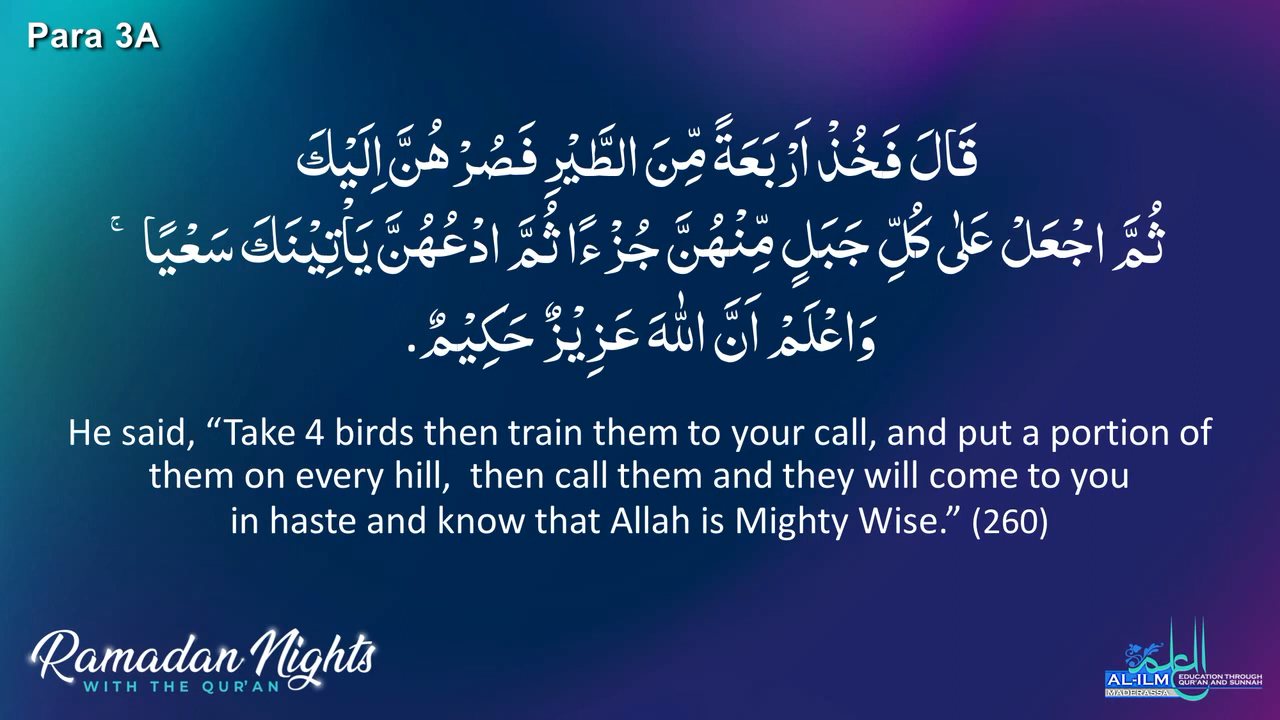 Para 3A
قَالَ فَخُذْ اَرْبَعَةً مِّنَ الطَّيْرِ فَصُرْهُنَّ اِلَيْكَ
ثُمَّ اجْعَلْ عَلٰى كُلِّ جَبَلٍ مِّنْهُنَّ جُزْءًا ثُمَّ ادْعُهُنَّ يَاْتِيْنَكَ سَعْيًا ۚ
وَاعْلَمْ اَنَّ اللّٰهَ عَزِيْزٌ حَكِيْمٌ.
He said, “Take 4 birds then train them to your call, and put a portion of
them on every hill,  then call them and they will come to you
in haste and know that Allah is Mighty Wise.” (260)
Ramadan Nights
WITH THE QUR'AN
العلم
AL-ILM
MADERASSA
EDUCATION THROUGH
QUR'AN AND SUNNAH